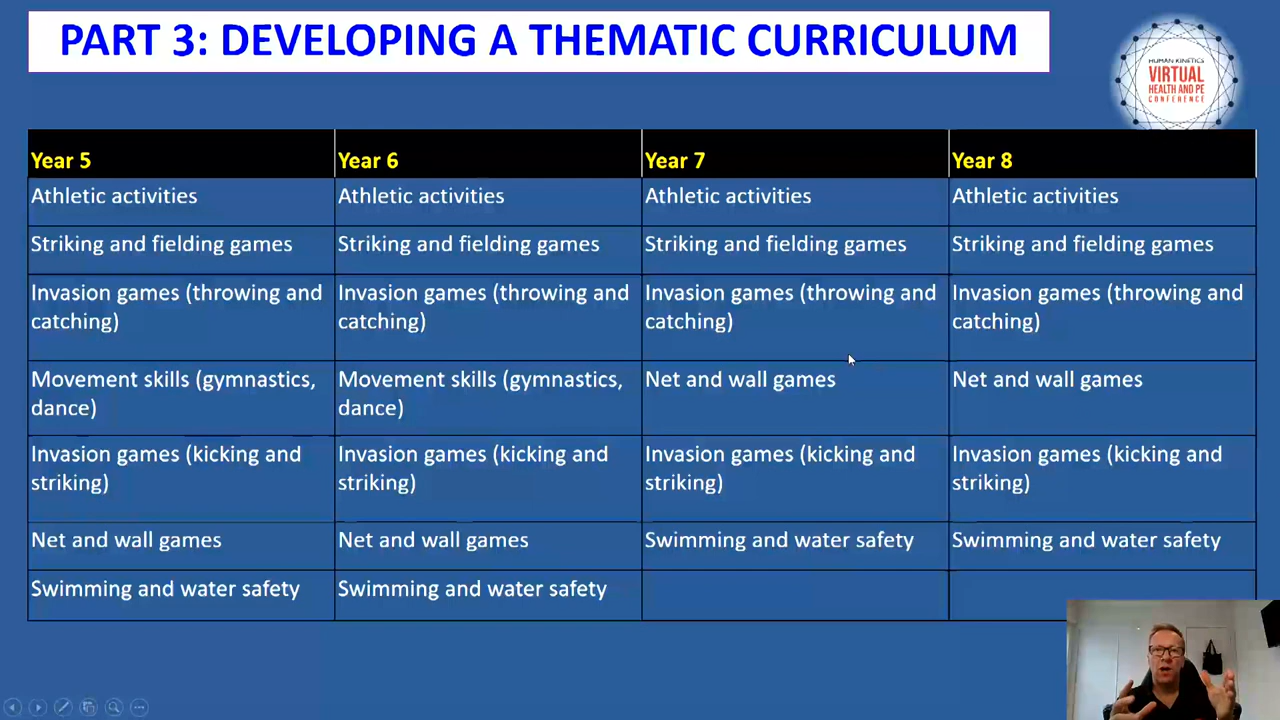 PART 3: DEVELOPING A THEMATIC CURRICULUM
HUMAN KINETICS
VIRTUAL
HEALTH AND PE
CONFERENCE
Year 5 Year 6 Year 7 Year 8
Athletic activities Athletic activities Athletic activities Athletic activities
Striking and fielding games Striking and fielding games Striking and fielding games Striking and fielding games
Invasion games (throwing and Invasion games (throwing and Invasion games (throwing and Invasion games (throwing and
catching) catching) catching) catching)
Movement skills (gymnastics, Movement skills (gymnastics, Net and wall games Net and wall games
dance) dance)
Invasion games (kicking and Invasion games (kicking and Invasion games (kicking and Invasion games (kicking and
striking) striking) striking) striking)
Net and wall games Net and wall games Swimming and water safety Swimming and water safety
Swimming and water safety Swimming and water safety